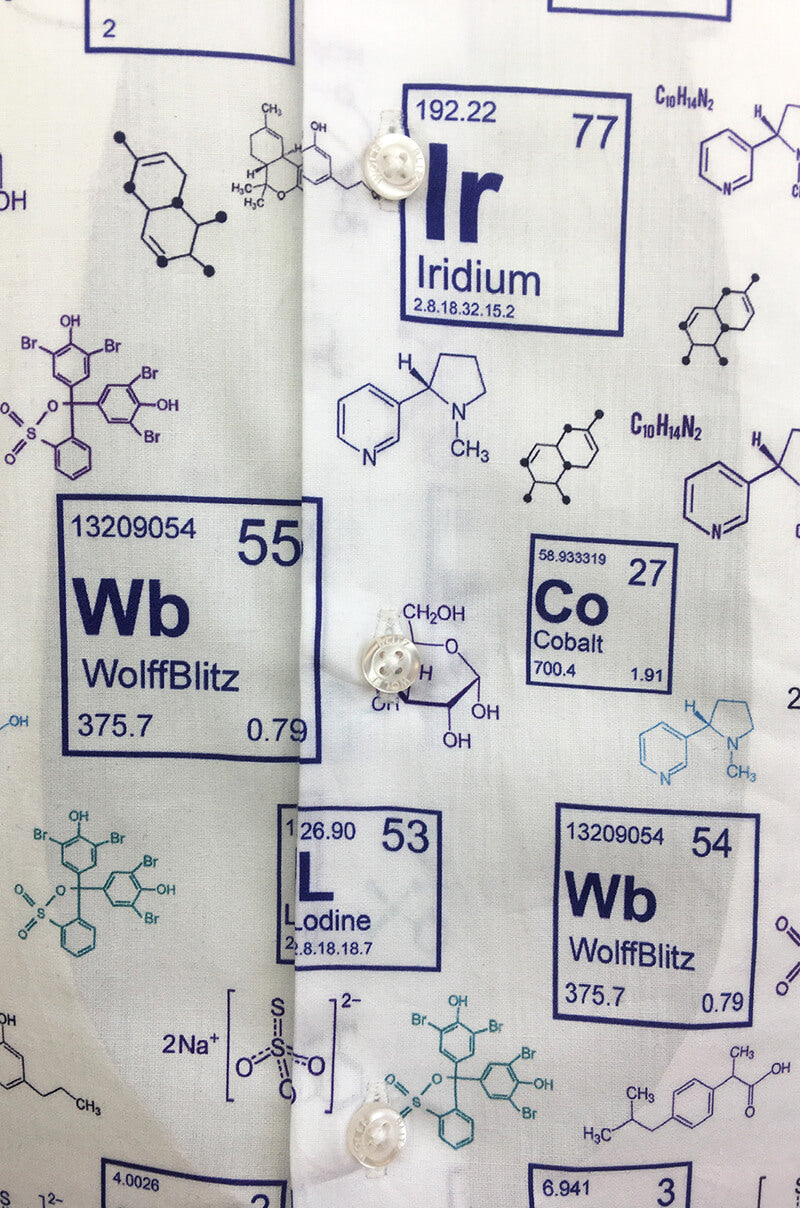 2
192.22
77
Ir
Iridium
2.8.18.32.15.2
C10H14N2
H
N
CH3
OH
H
H3C
H3C
O
OH
OH
Br
Br
Br
OH
Br
O
O
S
O
H
N
N
CH3
C10H14N2
H
N
13209054
55
Wb
WolffBlitz
375.7
0.79
58.933319
27
Co
Cobalt
700.4
1.91
CH2OH
O
H
OH
OH
OH
OH
H
N
N
CH3
2
OH
Br
Br
Br
OH
Br
O
O
S
O
126.90
53
L
Lodine
2.8.18.18.7
13209054
54
Wb
WolffBlitz
375.7
0.79
O
O
2Na+
S
S
O
O
O
2−
OH
Br
Br
Br
OH
Br
O
O
S
OH
CH3
CH3
OH
O
CH3
H3C
4.0026
2
6.941
3
2−